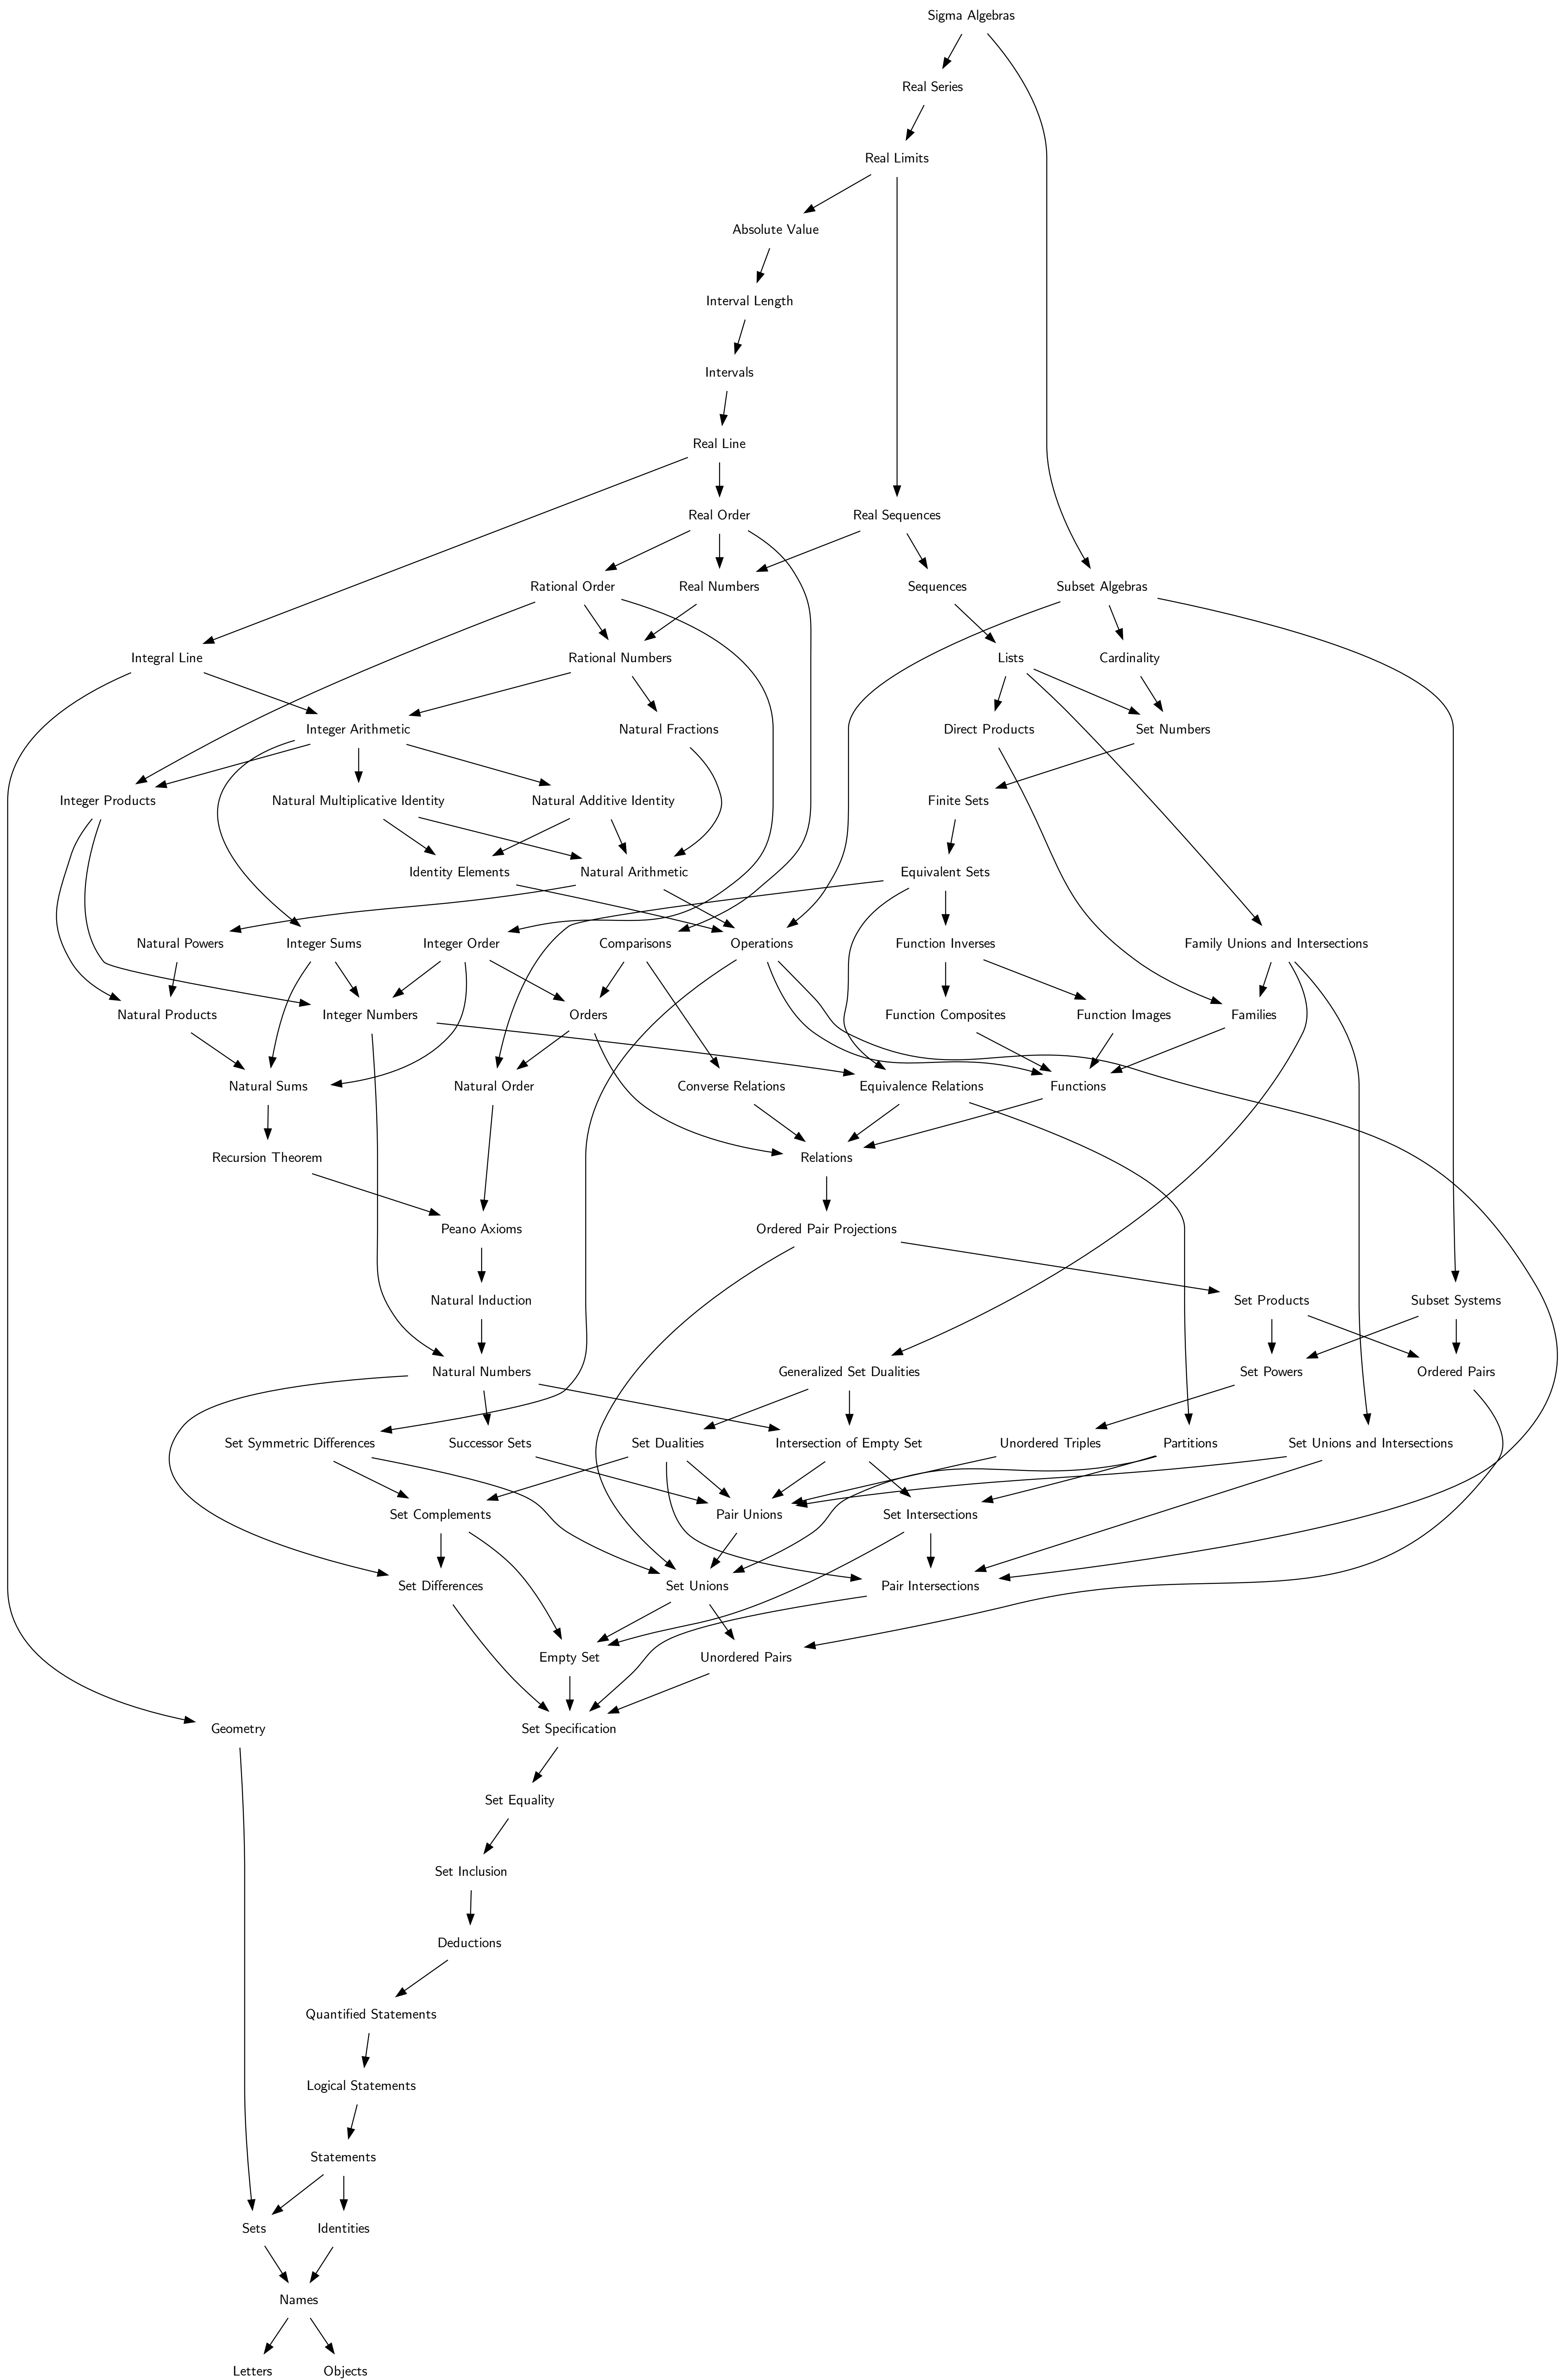 Sigma Algebras
Real Series
Real Limits
Absolute Value
Interval Length
Intervals
Real Line
Real Order
Real Sequences
Rational Order
Real Numbers
Sequences
Subset Algebras
Integral Line
Rational Numbers
Lists
Cardinality
Integer Arithmetic
Natural Fractions
Direct Products
Set Numbers
Integer Products
Natural Multiplicative Identity
Natural Additive Identity
Finite Sets
Identity Elements
Natural Arithmetic
Equivalent Sets
Natural Powers
Integer Sums
Integer Order
Comparisons
Operations
Function Inverses
Family Unions and Intersections
Natural Products
Integer Numbers
Orders
Function Composites
Function Images
Families
Natural Sums
Natural Order
Converse Relations
Equivalence Relations
Functions
Recursion Theorem
Relations
Peano Axioms
Ordered Pair Projections
Natural Induction
Set Products
Subset Systems
Natural Numbers
Generalized Set Dualities
Set Powers
Ordered Pairs
Set Symmetric Differences
Successor Sets
Set Dualities
Intersection of Empty Set
Unordered Triples
Partitions
Set Unions and Intersections
Set Complements
Pair Unions
Set Intersections
Set Differences
Set Unions
Pair Intersections
Empty Set
Unordered Pairs
Geometry
Set Specification
Set Equality
Set Inclusion
Deductions
Quantified Statements
Logical Statements
Statements
Sets
Identities
Names
Letters
Objects